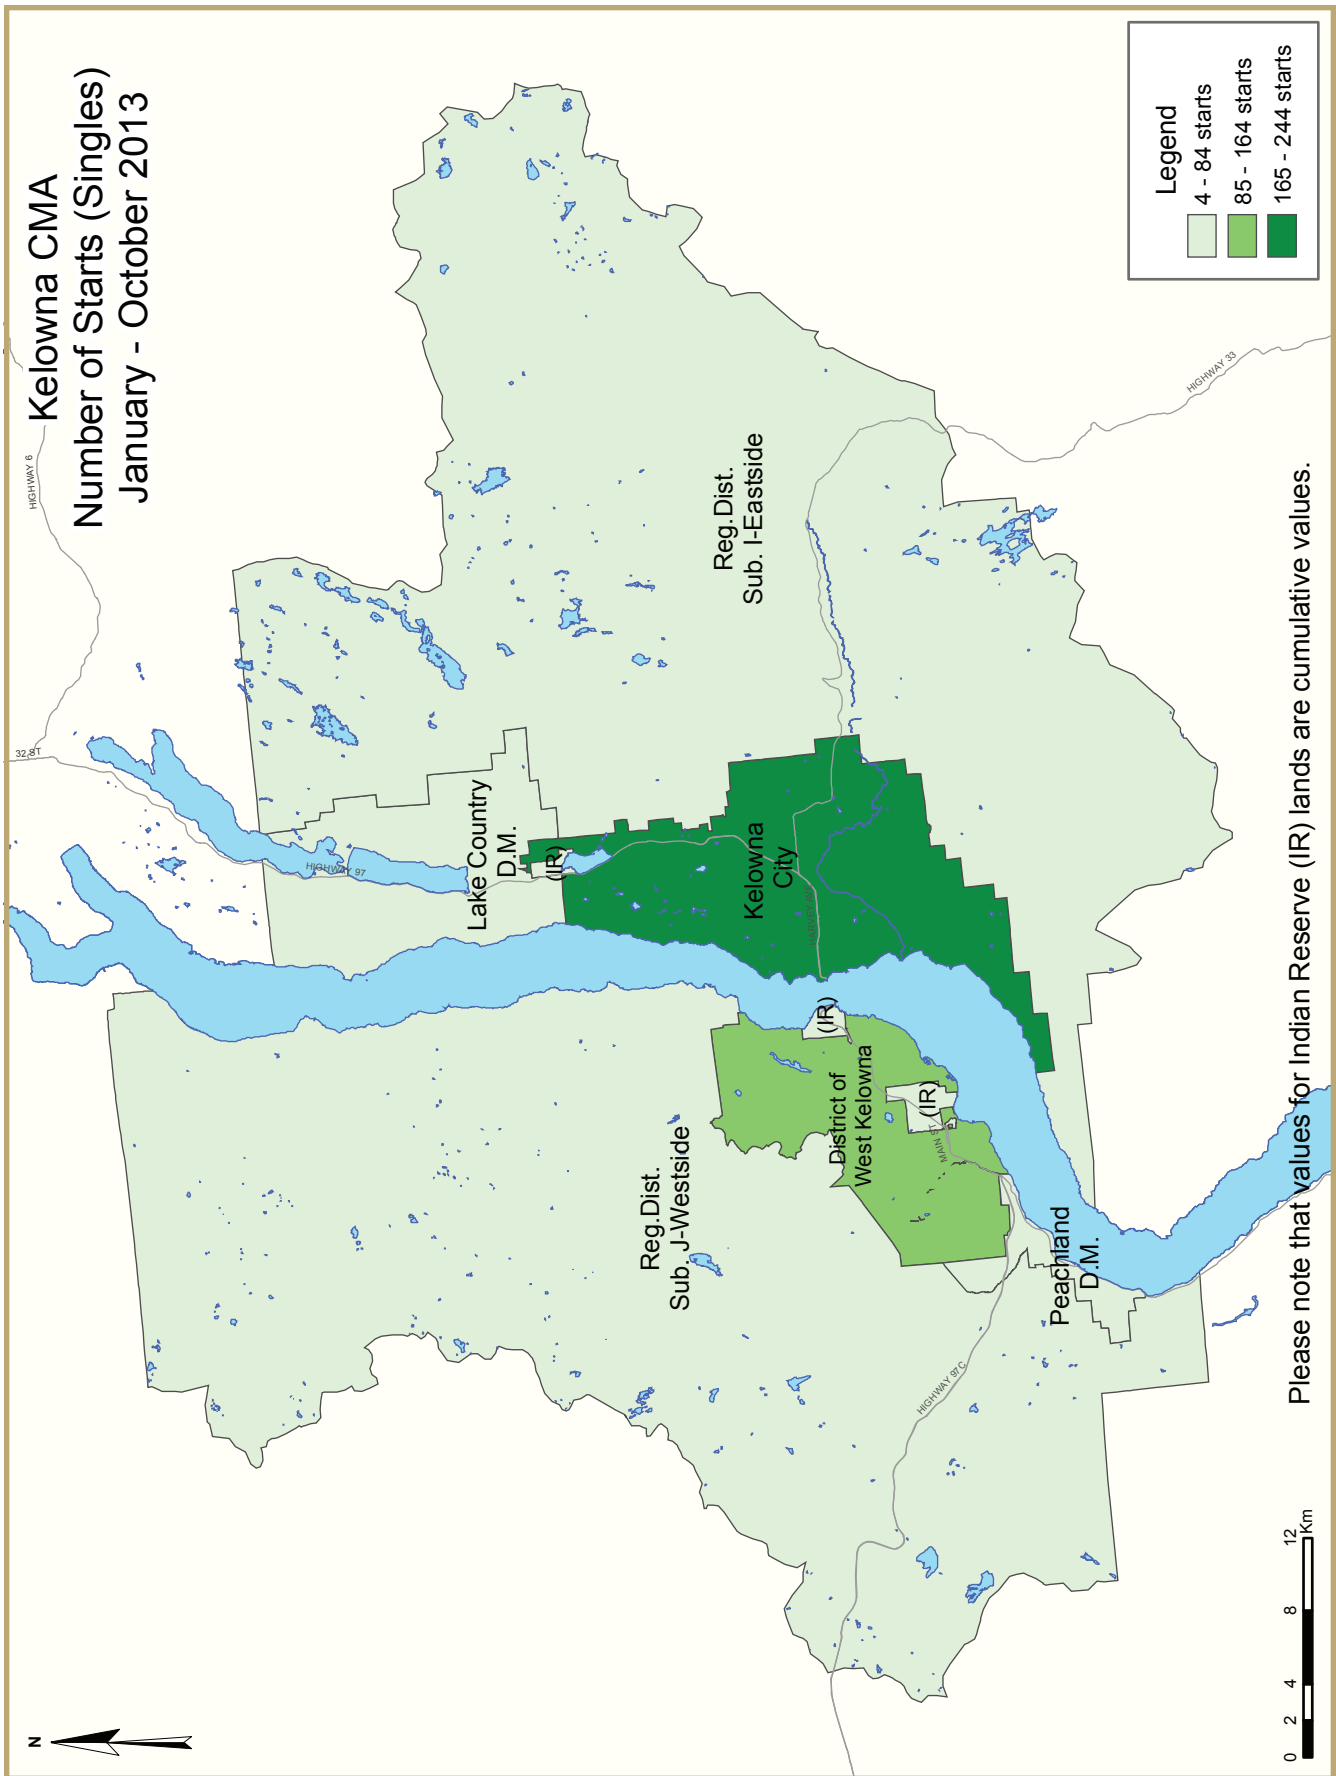 Kelowna CMA
Number of Starts (Singles)
January - October 2013
N
HIGHWAY 6
32 ST
HIGHWAY 97
Lake Country
D.M.
(IR)
Reg.Dist.
Sub. I-Eastside
Reg.Dist.
Sub. J-Westside
Kelowna
City
HARVEY AVE
(IR)
District of
West Kelowna
(IR)
MAIN ST
Peachland
D.M.
HIGHWAY 97C
HIGHWAY 33
Legend
4 - 84 starts
85 - 164 starts
165 - 244 starts
0 2 4 8 12
Km
Please note that values for Indian Reserve (IR) lands are cumulative values.